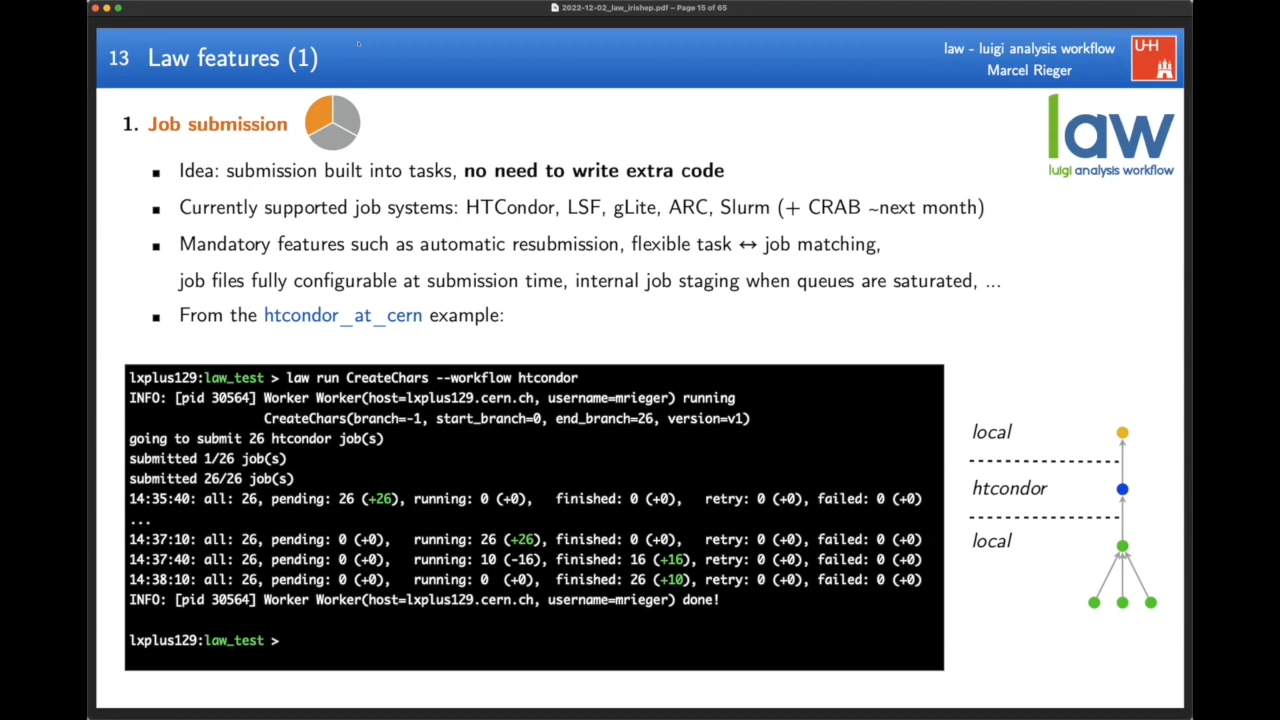 2022-12-02_law_irishep.pdf – Page 15 of 65
13 Law features (1)
law - luigi analysis workflow
Marcel Rieger
UH
law
luigi analysis workflow
1. Job submission
▪ Idea: submission built into tasks, no need to write extra code
▪ Currently supported job systems: HTCondor, LSF, gLite, ARC, Slurm (+ CRAB ~next month)
▪ Mandatory features such as automatic resubmission, flexible task ↔ job matching,
job files fully configurable at submission time, internal job staging when queues are saturated, ...
▪ From the htcondor_at_cern example:
lxplus129:law_test > law run CreateChars --workflow htcondor
INFO: [pid 30564] Worker Worker(host=lxplus129.cern.ch, username=mrieger) running
CreateChars(branch=-1, start_branch=0, end_branch=26, version=v1)
going to submit 26 htcondor job(s)
submitted 1/26 job(s)
submitted 26/26 job(s)
14:35:40: all: 26, pending: 26 (+26), running: 0 (+0), finished: 0 (+0), retry: 0 (+0), failed: 0 (+0)
...
14:37:10: all: 26, pending: 0 (+0), running: 26 (+26), finished: 0 (+0), retry: 0 (+0), failed: 0 (+0)
14:37:40: all: 26, pending: 0 (+0), running: 10 (-16), finished: 16 (+16), retry: 0 (+0), failed: 0 (+0)
14:38:10: all: 26, pending: 0 (+0), running: 0 (+0), finished: 26 (+10), retry: 0 (+0), failed: 0 (+0)
INFO: [pid 30564] Worker Worker(host=lxplus129.cern.ch, username=mrieger) done!
lxplus129:law_test >
local
htcondor
local